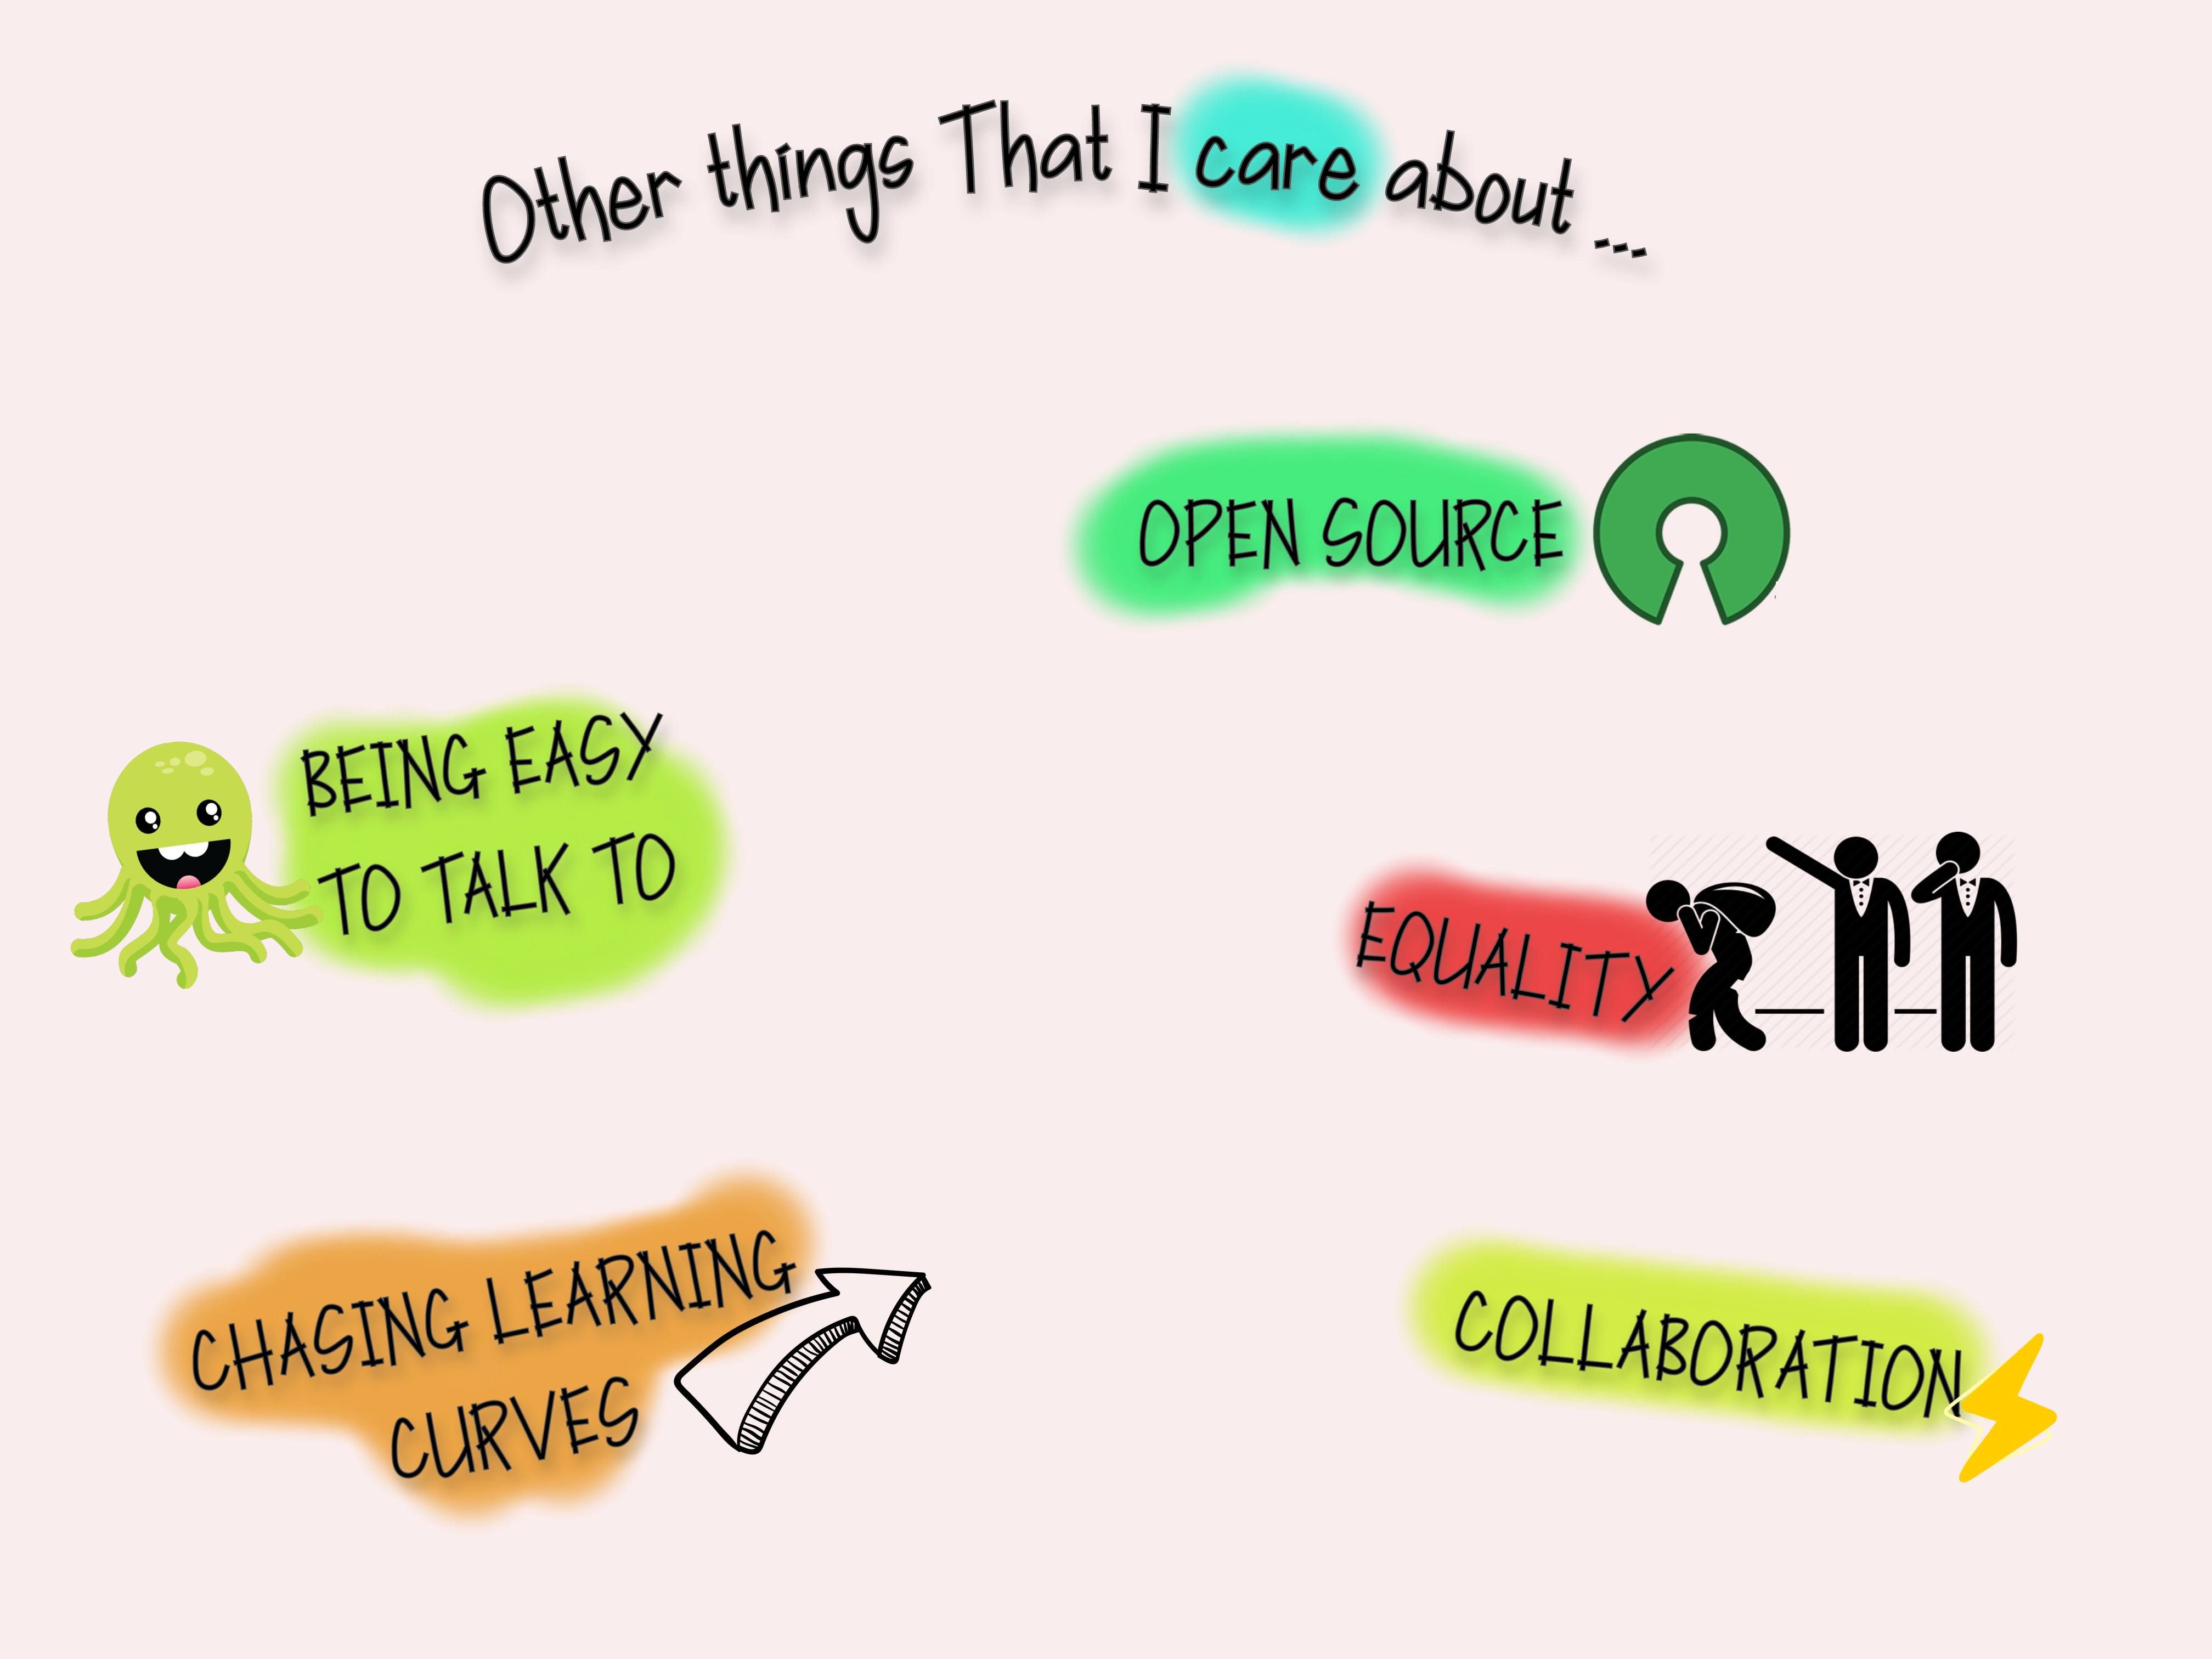 Other things That I care about ...
OPEN SOURCE
BEING EASY
TO TALK TO
EQUALITY
CHASING LEARNING
CURVES
COLLABORATION